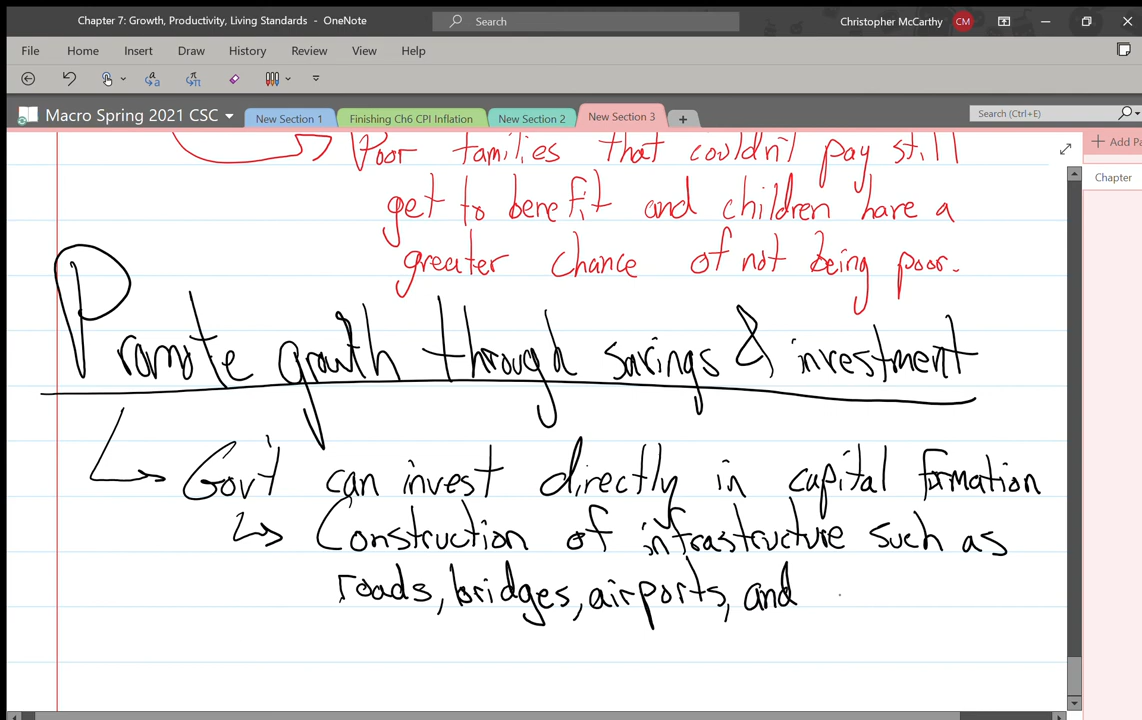 Chapter 7: Growth, Productivity, Living Standards - OneNote
Search
Christopher McCarthy CM
File Home Insert Draw History Review View Help
Macro Spring 2021 CSC
New Section 1
Finishing Ch6 CPI Inflation
New Section 2
New Section 3
Search (Ctrl+E)
Add Pa
Chapter
Poor families that couldn't pay still
get to benefit and children have a
greater chance of not being poor.
Promote growth through savings & investment
Gov't can invest directly in capital formation
Construction of infrastructure such as
roads, bridges, airports, and